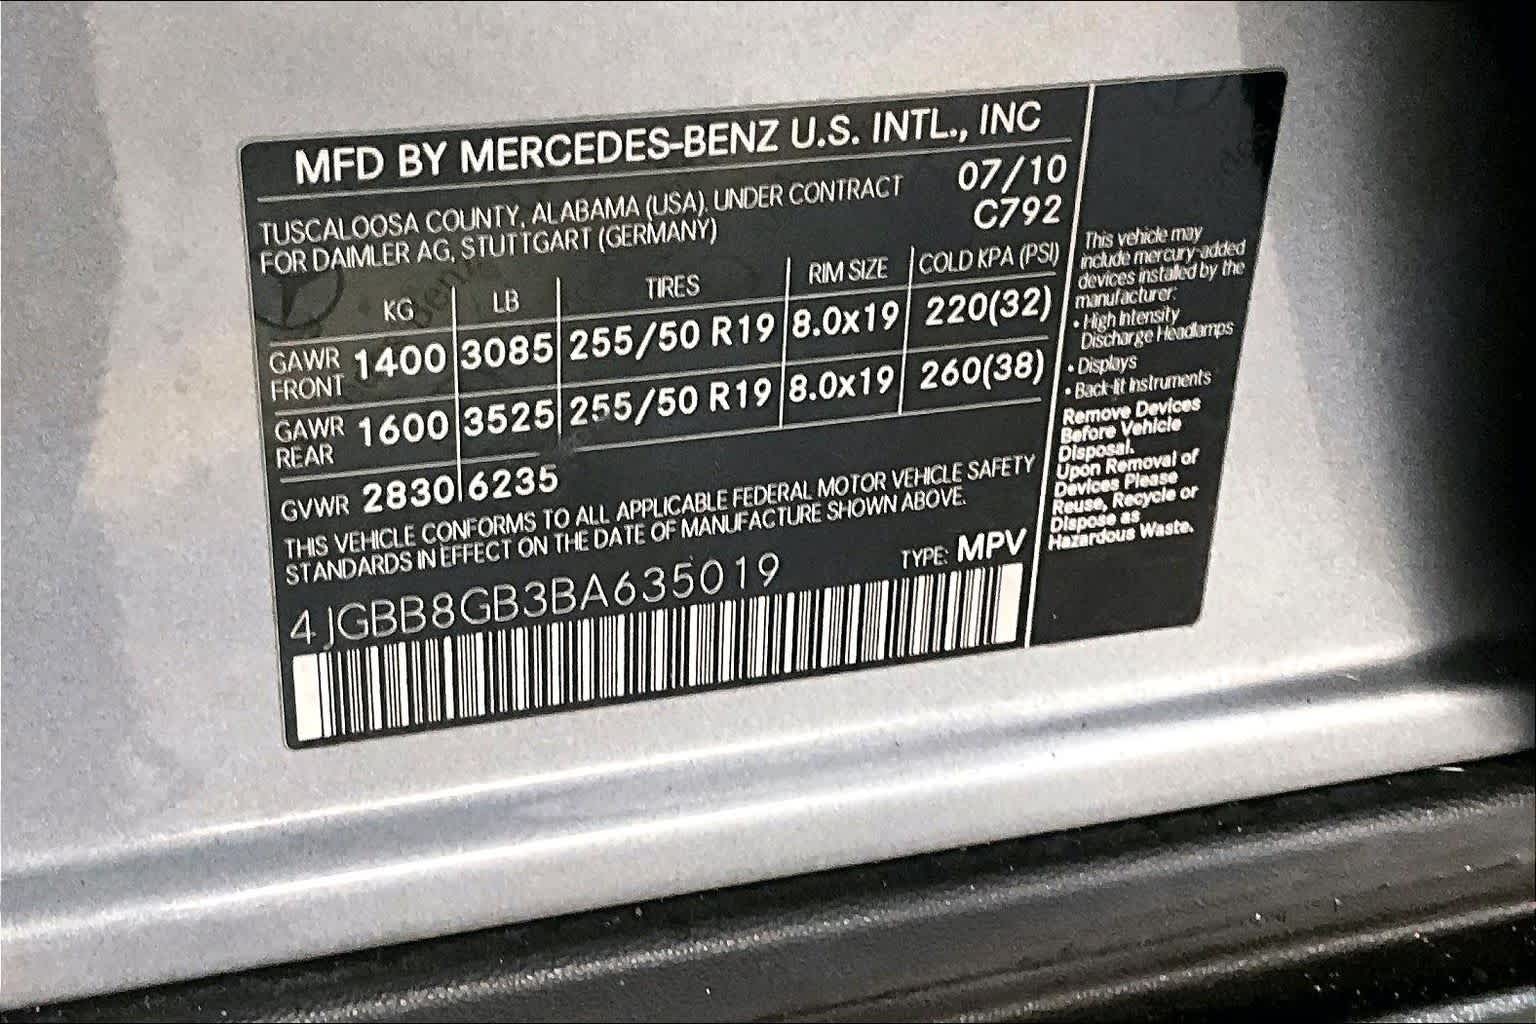 MFD BY MERCEDES-BENZ U.S. INTL., INC
TUSCALOOSA COUNTY, ALABAMA (USA), UNDER CONTRACT
FOR DAIMLER AG, STUTTGART (GERMANY)
07/10
C792
KG LB TIRES RIM SIZE COLD KPA (PSI)
GAWR FRONT 1400 3085 255/50 R19 8.0x19 220(32)
GAWR REAR 1600 3525 255/50 R19 8.0x19 260(38)
GVWR 2830 6235
THIS VEHICLE CONFORMS TO ALL APPLICABLE FEDERAL MOTOR VEHICLE SAFETY
STANDARDS IN EFFECT ON THE DATE OF MANUFACTURE SHOWN ABOVE.
4JGBB8GB3BA635019
TYPE: MPV
This vehicle may
include mercury-added
devices installed by the
manufacturer:
• High Intensity
Discharge Headlamps
• Displays
• Back-lit Instruments
Remove Devices
Before Vehicle
Disposal.
Upon Removal of
Devices Please
Reuse, Recycle or
Dispose as
Hazardous Waste.